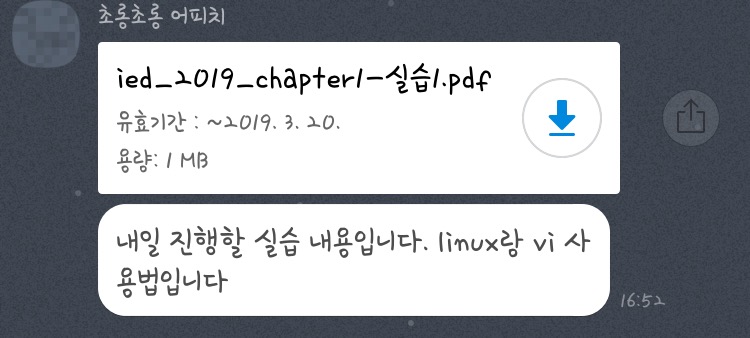 초롱초롱 어피치
ied_2019_chapter1-실습1.pdf
유효기간 : ~2019. 3. 20.
용량: 1 MB
내일 진행할 실습 내용입니다. linux랑 vi 사
용법입니다
16:52